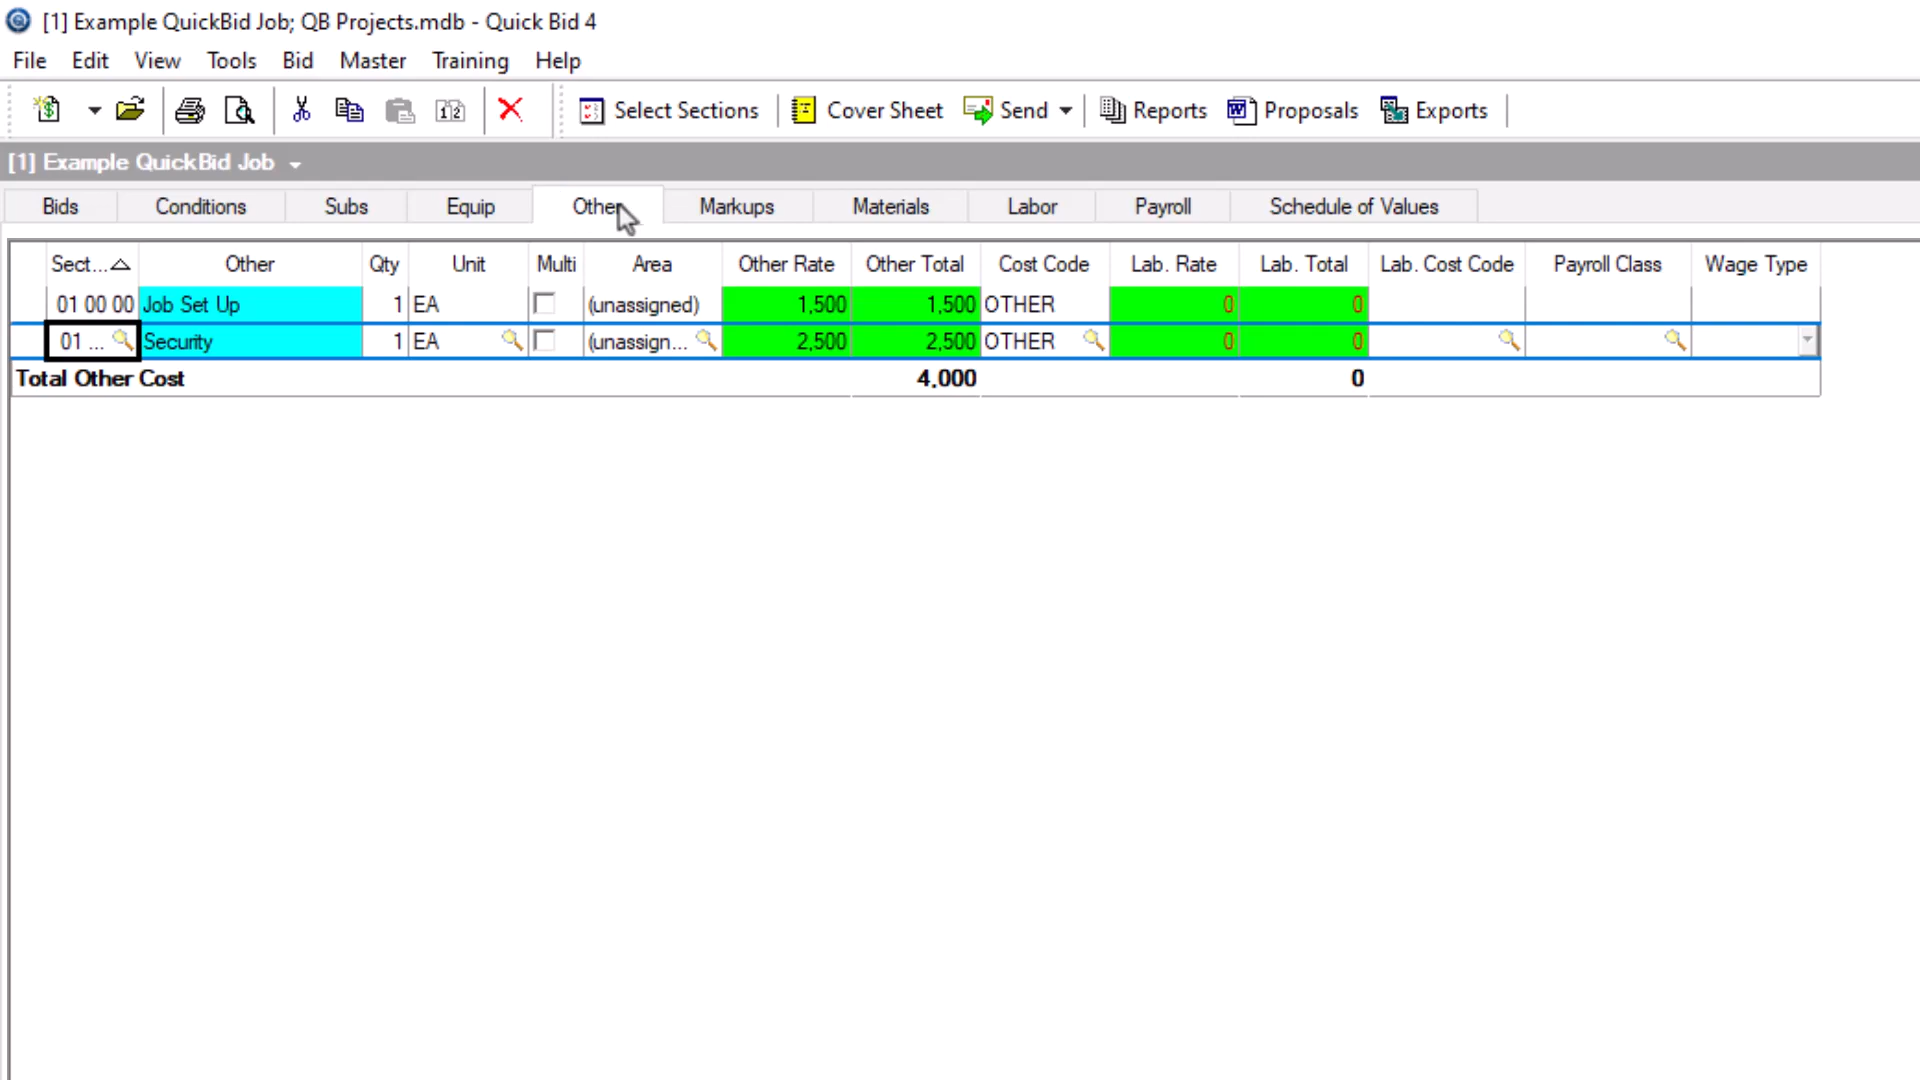 [1] Example QuickBid Job; QB Projects.mdb - Quick Bid 4
File Edit View Tools Bid Master Training Help
Select Sections Cover Sheet Send Reports Proposals Exports
[1] Example QuickBid Job
Bids Conditions Subs Equip Other Markups Materials Labor Payroll Schedule of Values
Sect... Other Qty Unit Multi Area Other Rate Other Total Cost Code Lab. Rate Lab. Total Lab. Cost Code Payroll Class Wage Type
01 00 00 Job Set Up 1 EA (unassigned) 1,500 1,500 OTHER 0 0
01 ... Security 1 EA (unassign... 2,500 2,500 OTHER 0 0
Total Other Cost 4,000 0